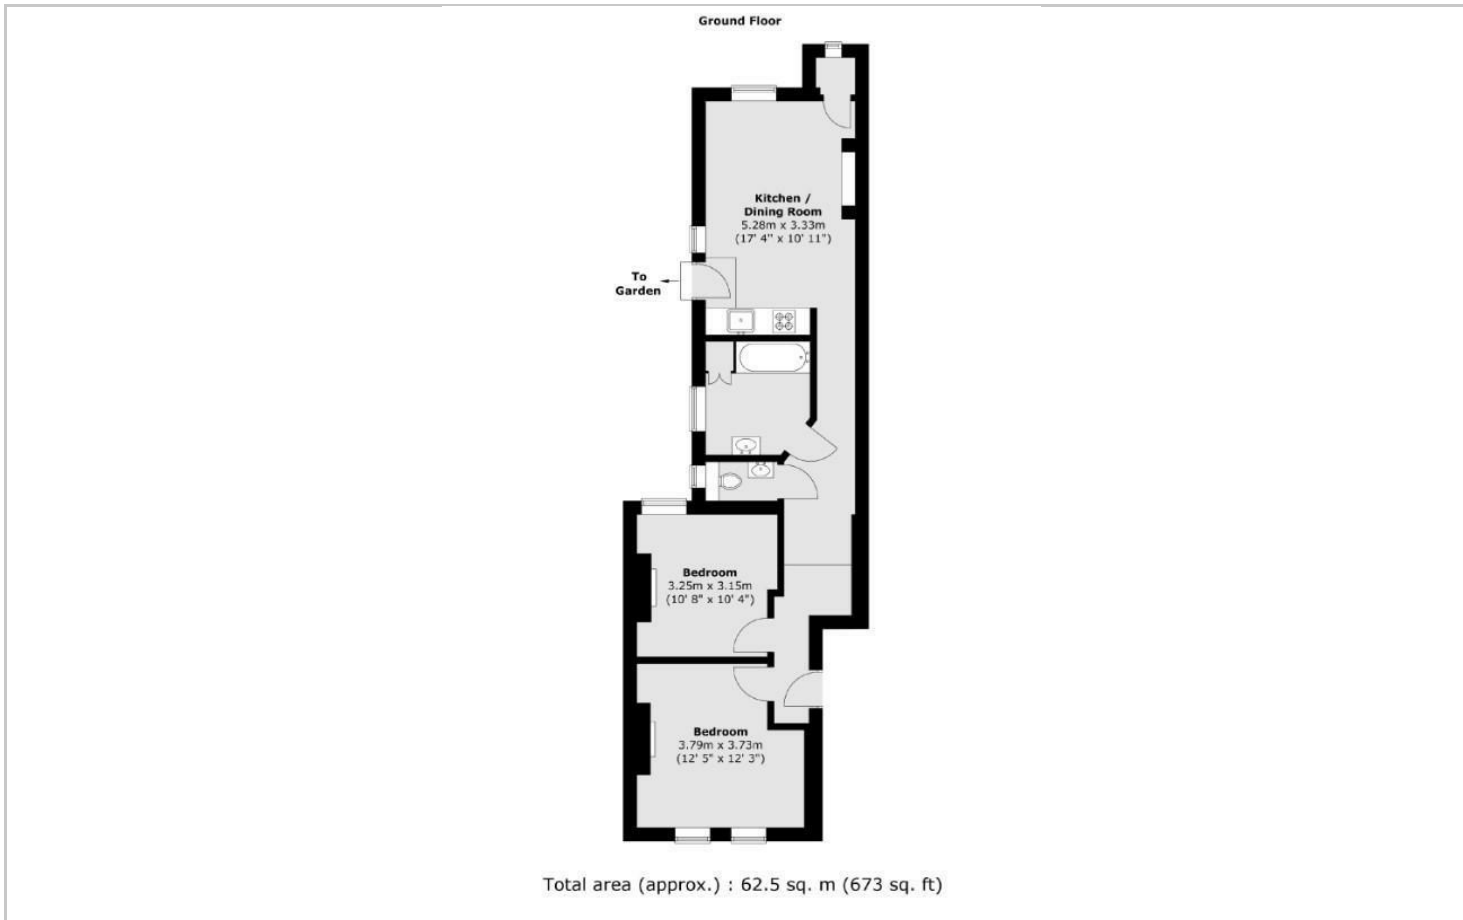 Ground Floor
Kitchen /
Dining Room
5.28m x 3.33m
(17' 4" x 10' 11")
To
Garden
Bedroom
3.25m x 3.15m
(10' 8" x 10' 4")
Bedroom
3.79m x 3.73m
(12' 5" x 12' 3")
Total area (approx.) : 62.5 sq. m (673 sq. ft)